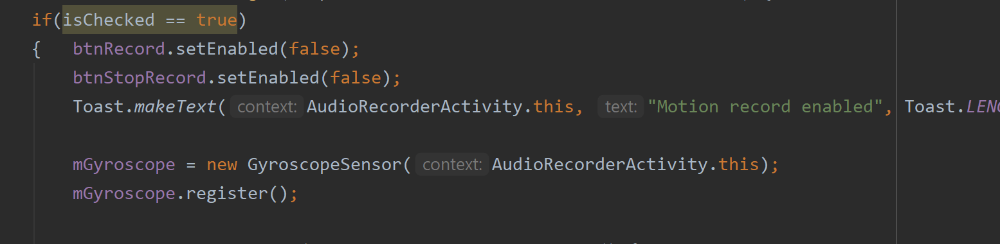 if(isChecked == true)
{ btnRecord.setEnabled(false);
btnStopRecord.setEnabled(false);
Toast.makeText( context: AudioRecorderActivity.this, text: "Motion record enabled", Toast.LENG
mGyroscope = new GyroscopeSensor( context: AudioRecorderActivity.this);
mGyroscope.register();